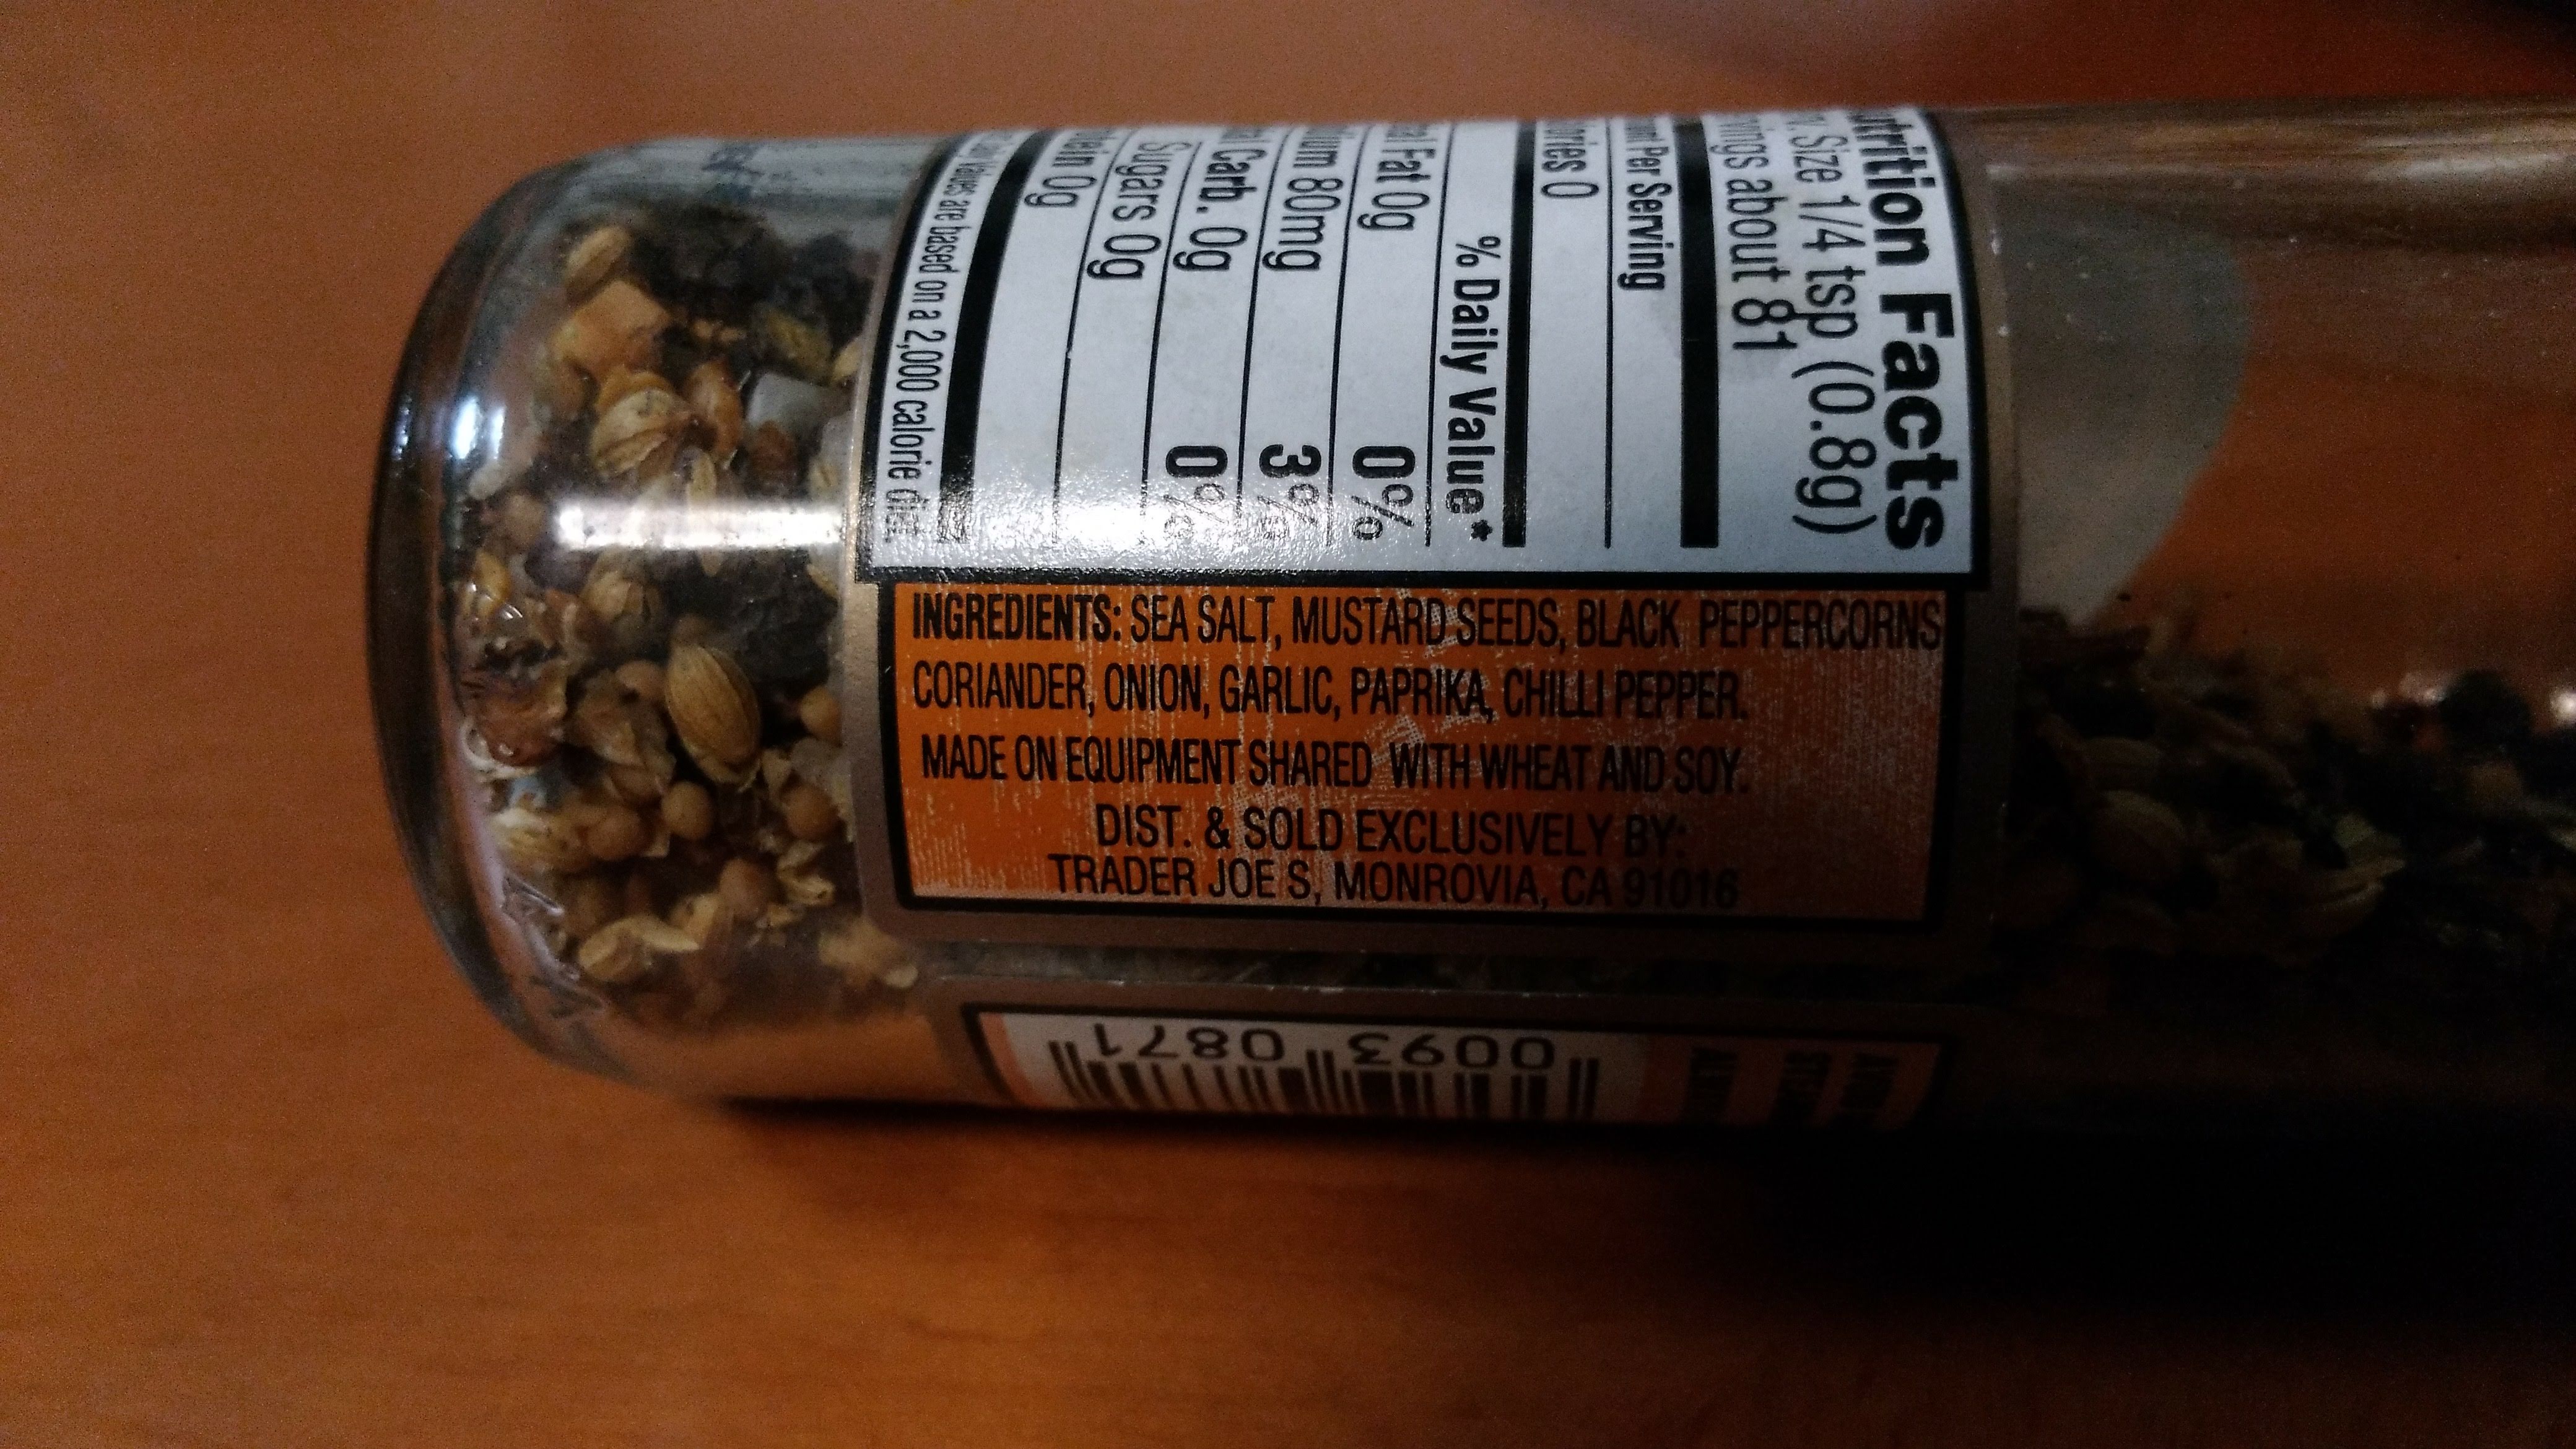 Nutrition Facts
Size 1/4 tsp (0.8g)
about 81
Per Serving
0
% Daily Value*
Fat 0g 0%
80mg 3%
Carb. 0g 0%
Sugars 0g
0g
Values are based on a 2,000 calorie diet.
INGREDIENTS: SEA SALT, MUSTARD SEEDS, BLACK PEPPERCORNS
CORIANDER, ONION, GARLIC, PAPRIKA, CHILLI PEPPER.
MADE ON EQUIPMENT SHARED WITH WHEAT AND SOY.
DIST. & SOLD EXCLUSIVELY BY:
TRADER JOE S, MONROVIA, CA 91016
0093 0871